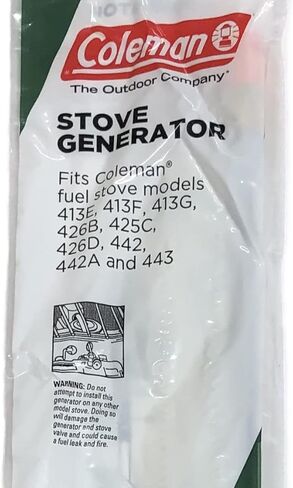 Coleman®
The Outdoor Company®
STOVE
GENERATOR
Fits Coleman®
fuel stove models
413E, 413F, 413G,
426B, 425C,
426D, 442,
442A and 443
WARNING: Do not
attempt to install this
generator on any other
model stove. Doing so
will damage the
generator and stove
valve and could cause
a fuel leak and fire.